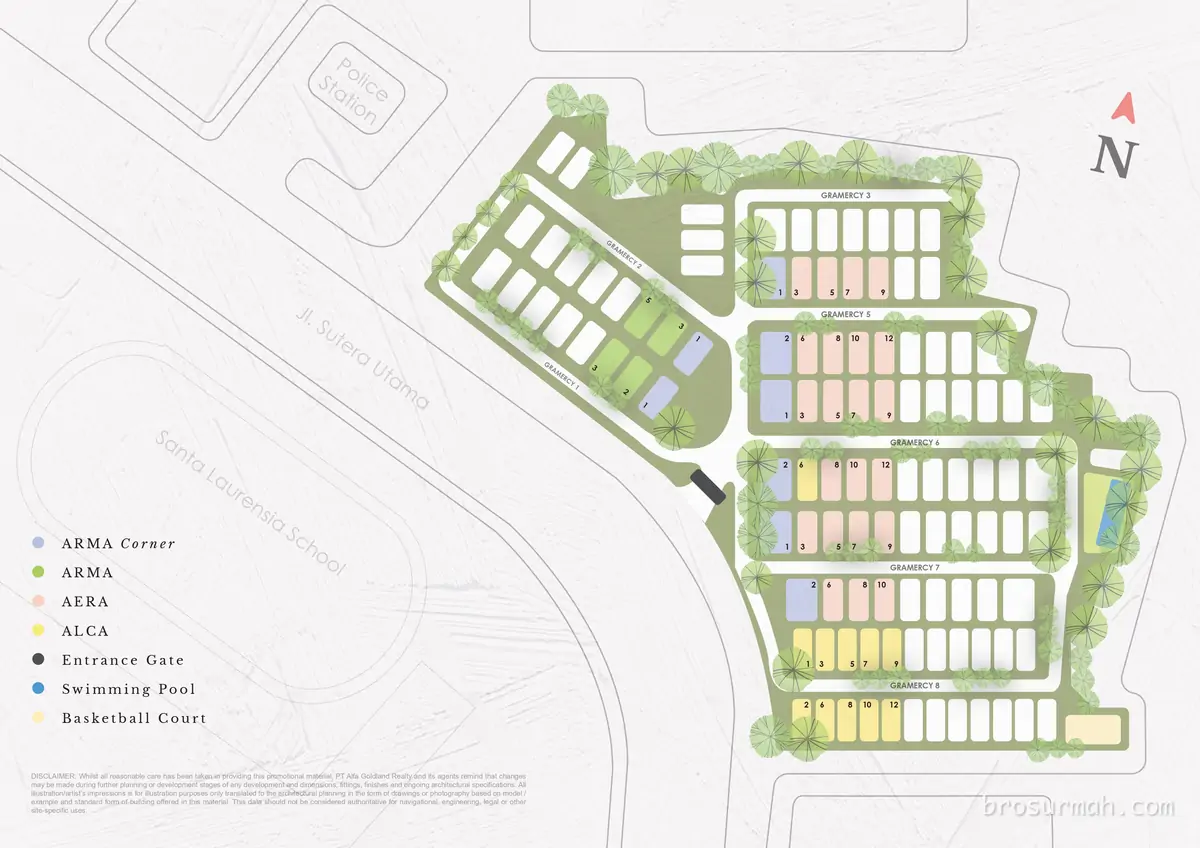 Police
Station
N
GRAMERCY 3
1 3 5 7 9
GRAMERCY 2
5
3
1
3
2
1
GRAMERCY 1
Jl. Sutera Utama
Santa Laurensia School
GRAMERCY 5
2 6 8 10 12
1 3 5 7 9
GRAMERCY 6
2 6 8 10 12
1 3 5 7 9
GRAMERCY 7
2 6 8 10
1 3 5 7 9
GRAMERCY 8
2 6 8 10 12
ARMA Corner
ARMA
AERA
ALCA
Entrance Gate
Swimming Pool
Basketball Court
DISCLAIMER: Whilst all reasonable care has been taken in providing this promotional material, PT Alfa Goldland Realty and its agents remind that changes
may be made during further planning or development stages of any development and dimensions, fittings, finishes and ongoing architectural specifications. All
illustration/artist's impressions is for illustration purposes only translated to the architectural planning in the form of drawings or photography based on model /
example and standard form of building offered in this material. This data should not be considered authoritative for navigational, engineering, legal or other
site-specific uses.
brosurmah.com